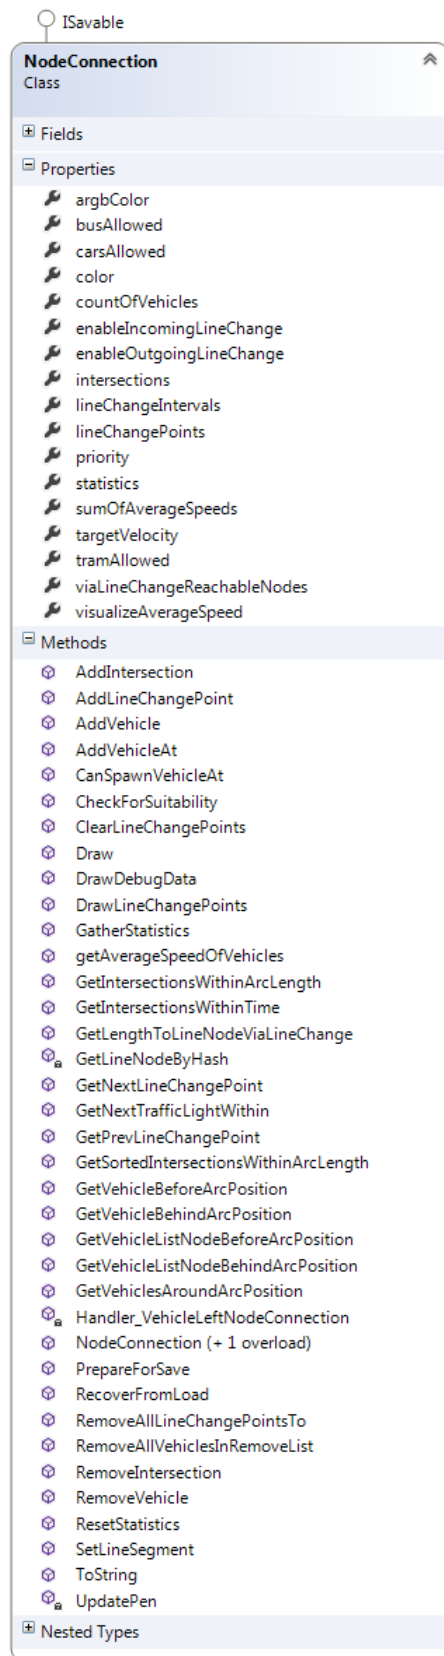 ISavable
NodeConnection
Class
Fields
Properties
argbColor
busAllowed
carsAllowed
color
countOfVehicles
enableIncomingLineChange
enableOutgoingLineChange
intersections
lineChangeIntervals
lineChangePoints
priority
statistics
sumOfAverageSpeeds
targetVelocity
tramAllowed
viaLineChangeReachableNodes
visualizeAverageSpeed
Methods
AddIntersection
AddLineChangePoint
AddVehicle
AddVehicleAt
CanSpawnVehicleAt
CheckForSuitability
ClearLineChangePoints
Draw
DrawDebugData
DrawLineChangePoints
GatherStatistics
getAverageSpeedOfVehicles
GetIntersectionsWithinArcLength
GetIntersectionsWithinTime
GetLengthToLineNodeViaLineChange
GetLineNodeByHash
GetNextLineChangePoint
GetNextTrafficLightWithin
GetPrevLineChangePoint
GetSortedIntersectionsWithinArcLength
GetVehicleBeforeArcPosition
GetVehicleBehindArcPosition
GetVehicleListNodeBeforeArcPosition
GetVehicleListNodeBehindArcPosition
GetVehiclesAroundArcPosition
Handler_VehicleLeftNodeConnection
NodeConnection (+ 1 overload)
PrepareForSave
RecoverFromLoad
RemoveAllLineChangePointsTo
RemoveAllVehiclesInRemoveList
RemoveIntersection
RemoveVehicle
ResetStatistics
SetLineSegment
ToString
UpdatePen
Nested Types